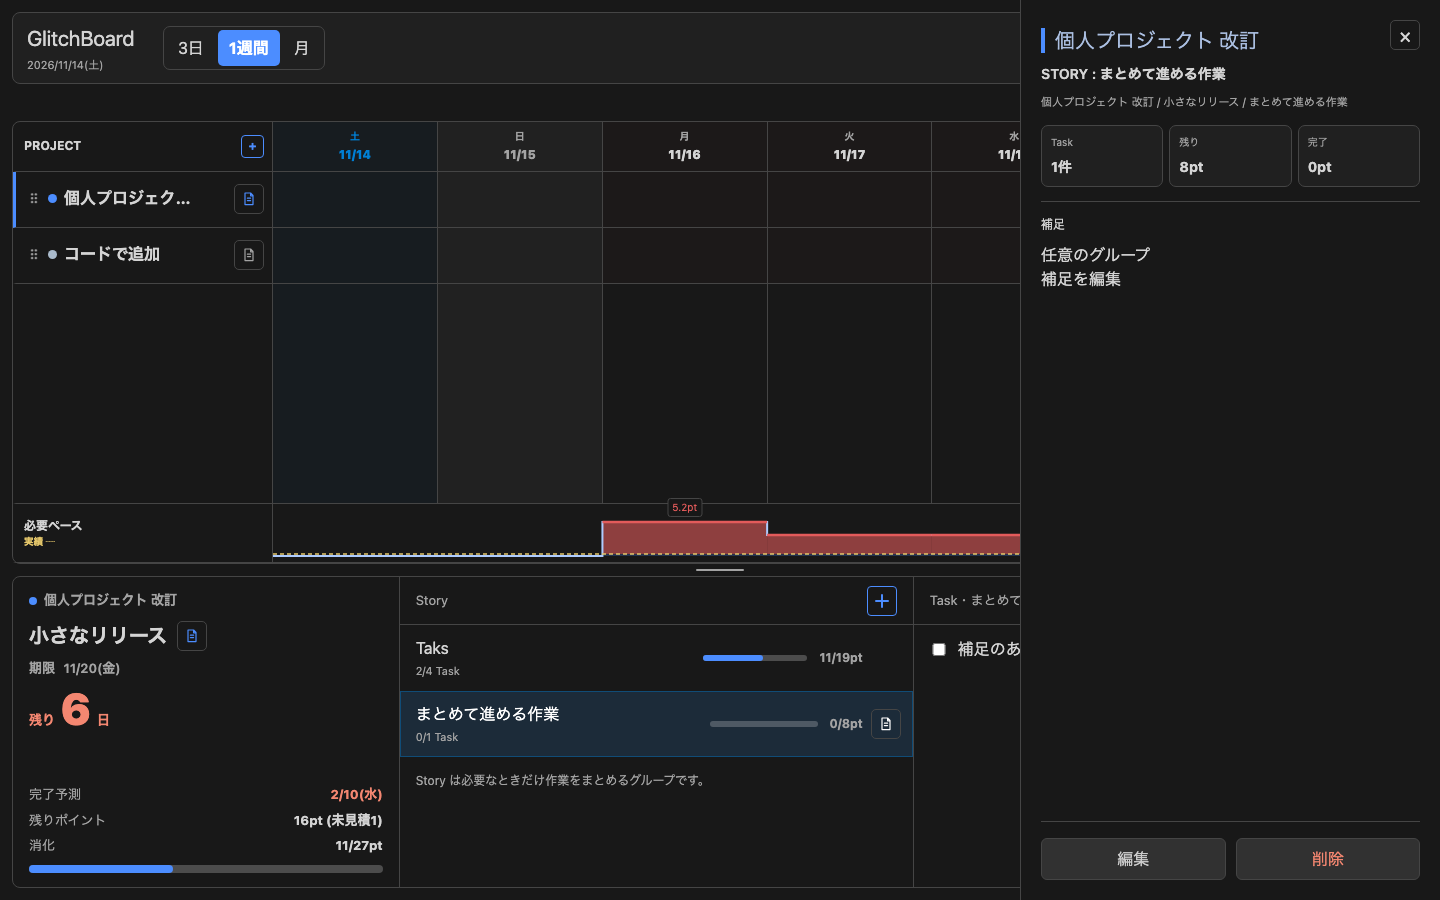 GlitchBoard
2026/11/14(土)
3日 1週間 月
PROJECT
土
11/14
日
11/15
月
11/16
火
11/17
水
個人プロジェク...
コードで追加
必要ペース
実績
5.2pt
個人プロジェクト 改訂
小さなリリース
期限 11/20(金)
残り 6 日
完了予測 2/10(水)
残りポイント 16pt (未見積1)
消化 11/27pt
Story
Taks
2/4 Task
11/19pt
まとめて進める作業
0/1 Task
0/8pt
Story は必要なときだけ作業をまとめるグループです。
Task・まとめて
補足のあ
個人プロジェクト 改訂
STORY : まとめて進める作業
個人プロジェクト 改訂 / 小さなリリース / まとめて進める作業
Task
1件
残り
8pt
完了
0pt
補足
任意のグループ
補足を編集
編集
削除